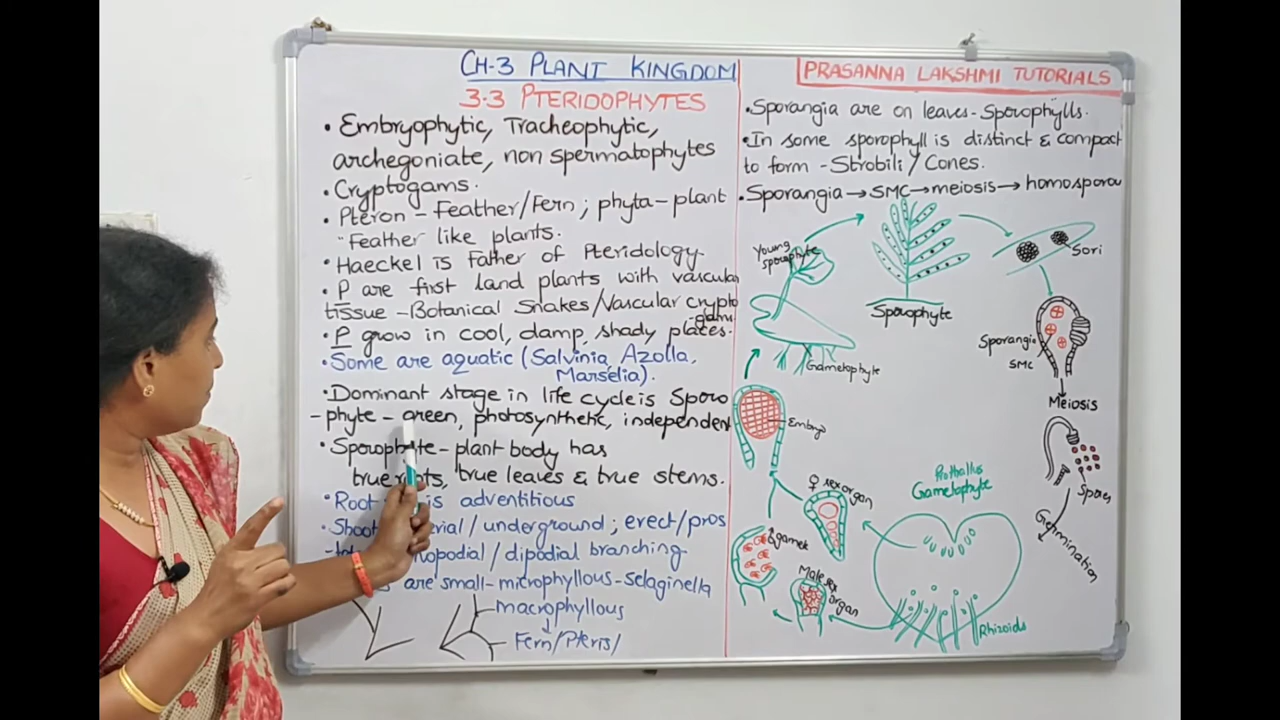 CH-3 PLANT KINGDOM
3.3 PTERIDOPHYTES
• Embryophytic, Tracheophytic,
archegoniate, non spermatophytes
• Cryptogams.
• Pteron - Feather/Fern ; phyta - plant
"Feather like plants.
• Haeckel is Father of Pteridology.
• P are first land plants with vascular
tissue - Botanical Snakes/Vascular crypto
-gams
• P grow in cool, damp, shady places.
• Some are aquatic (Salvinia, Azolla,
Marselia).
• Dominant stage in life cycle is Sporo
-phyte - green, photosynthetic, independent
• Sporophyte - plant body has
true roots, true leaves & true stems.
• Root is adventitious
• Shoot /underground ; erect/pros
/ dipodial branching
are small - microphyllous - selaginella
macrophyllous
Fern/Pteris/
PRASANNA LAKSHMI TUTORIALS
• Sporangia are on leaves - Sporophylls.
• In some sporophyll is distinct & compact
to form - Strobili / Cones.
• Sporangia → SMC → meiosis → homosporou
Young
sporophyte
Sori
Sporophyte
Sporangia
SMC
Gametophyte
Meiosis
Embryo
Spores
Prothallus
Gametophyte
♀ sex organ
Germination
gamet
Male sex
organ
Rhizoids